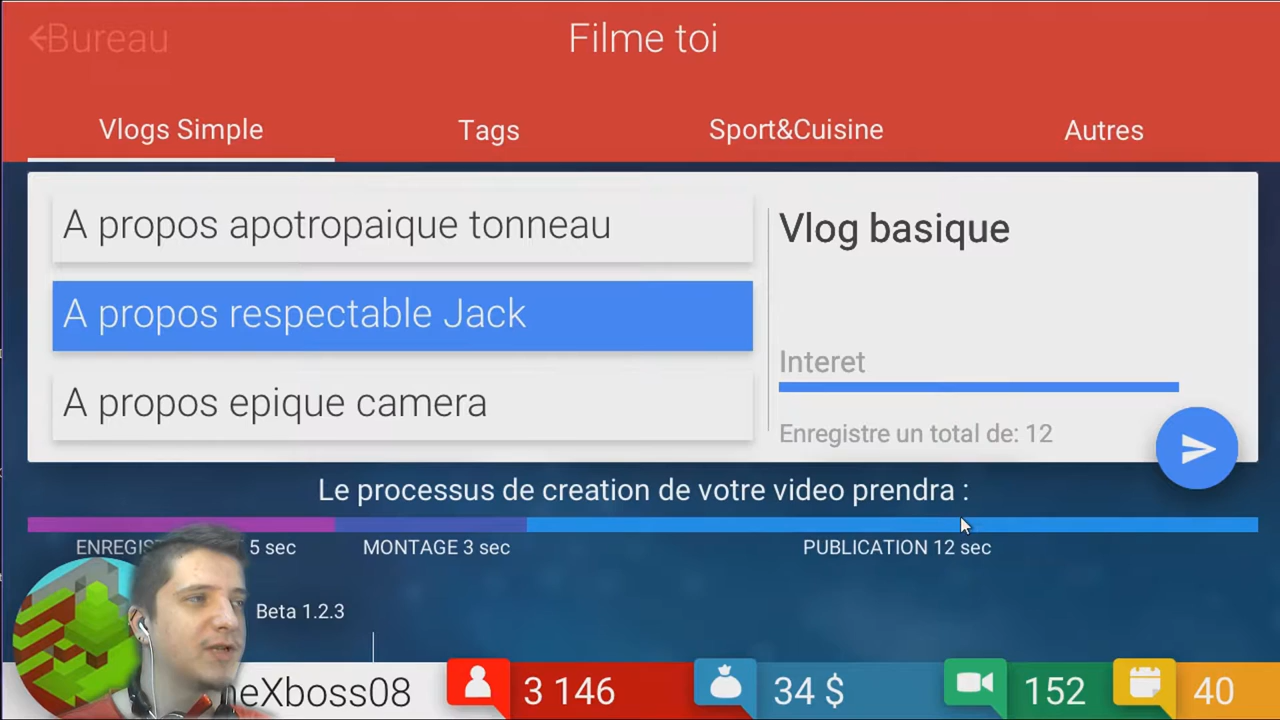 Bureau
Filme toi
Vlogs Simple
Tags
Sport&Cuisine
Autres
A propos apotropaique tonneau
A propos respectable Jack
A propos epique camera
Vlog basique
Interet
Enregistre un total de: 12
Le processus de creation de votre video prendra :
5 sec
MONTAGE 3 sec
PUBLICATION 12 sec
Beta 1.2.3
3 146
34 $
152
40